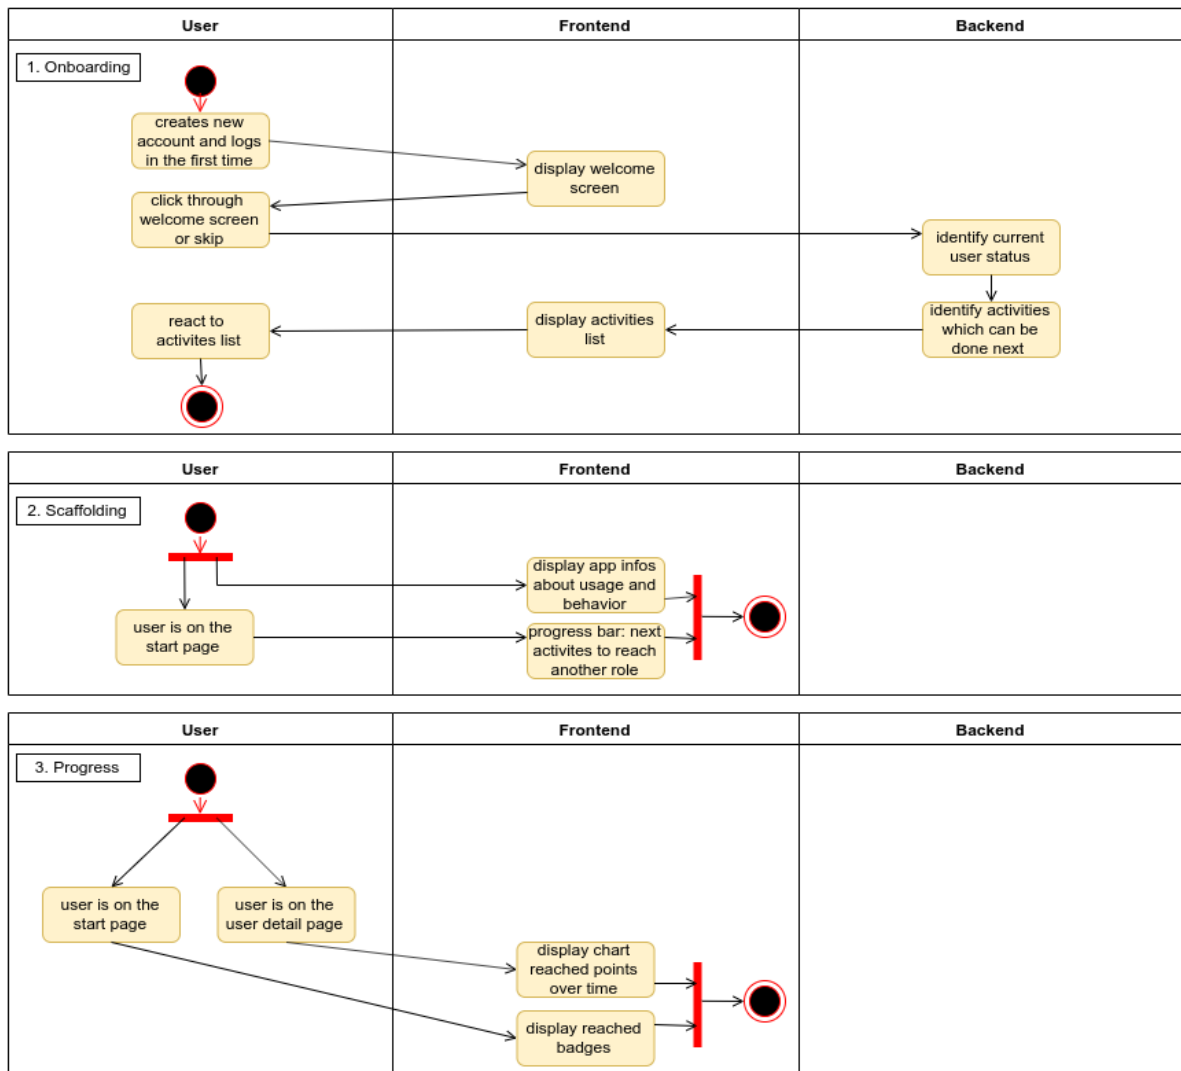 User
Frontend
Backend
1. Onboarding
creates new
account and logs
in the first time
display welcome
screen
click through
welcome screen
or skip
identify current
user status
react to
activites list
display activities
list
identify activities
which can be
done next
User
Frontend
Backend
2. Scaffolding
display app infos
about usage and
behavior
user is on the
start page
progress bar: next
activites to reach
another role
User
Frontend
Backend
3. Progress
user is on the
start page
user is on the
user detail page
display chart
reached points
over time
display reached
badges